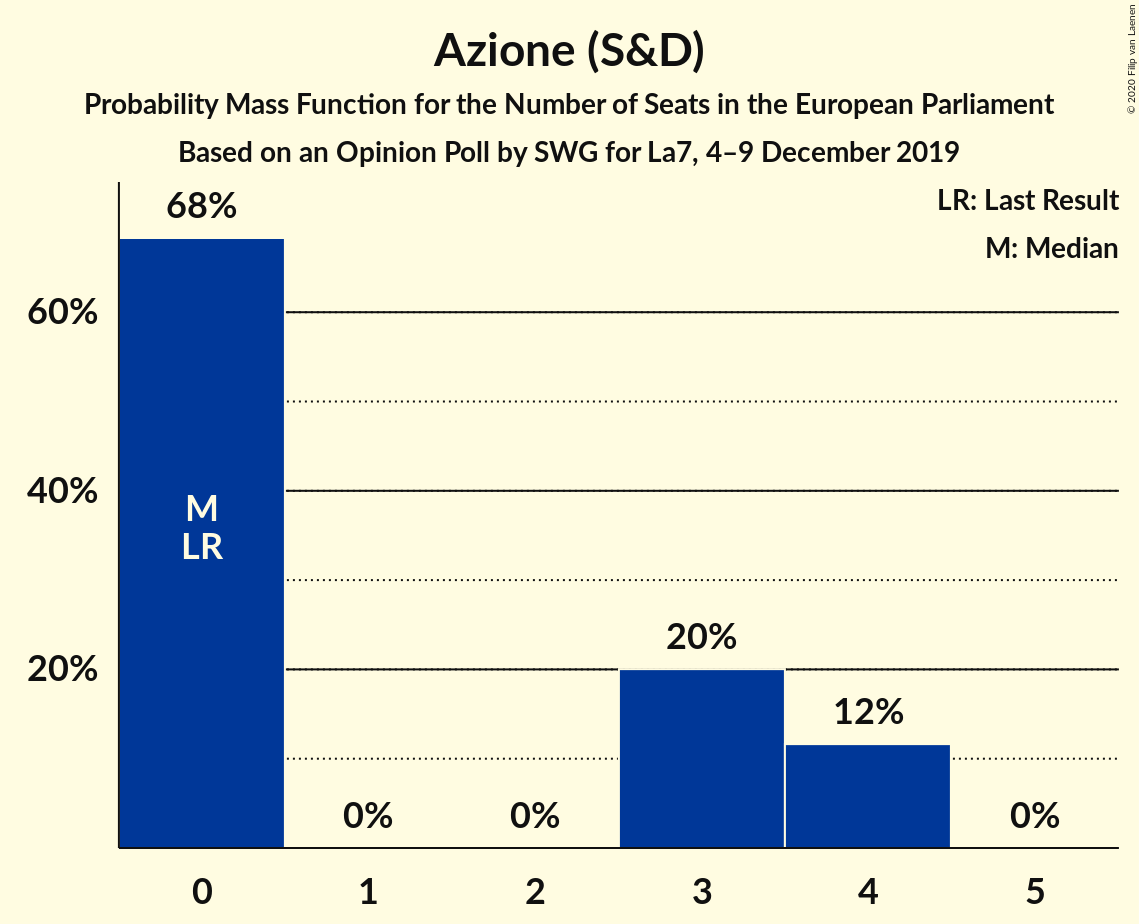 Azione (S&D)
Probability Mass Function for the Number of Seats in the European Parliament
Based on an Opinion Poll by SWG for La7, 4–9 December 2019
© 2020 Filip van Laenen
LR: Last Result
M: Median
68%
60%
40%
20%
M
LR
0%
0%
20%
12%
0%
0
1
2
3
4
5